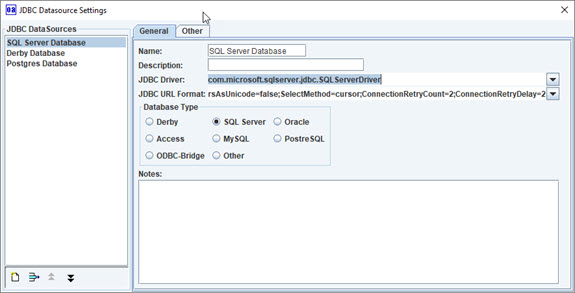 JDBC Datasource Settings
JDBC DataSources
SQL Server Database
Derby Database
Postgres Database
General
Other
Name:
SQL Server Database
Description:
JDBC Driver:
com.microsoft.sqlserver.jdbc.SQLServerDriver
JDBC URL Format:
rsAsUnicode=false;SelectMethod=cursor;ConnectionRetryCount=2;ConnectionRetryDelay=2
Database Type
Derby
SQL Server
Oracle
Access
MySQL
PostreSQL
ODBC-Bridge
Other
Notes: